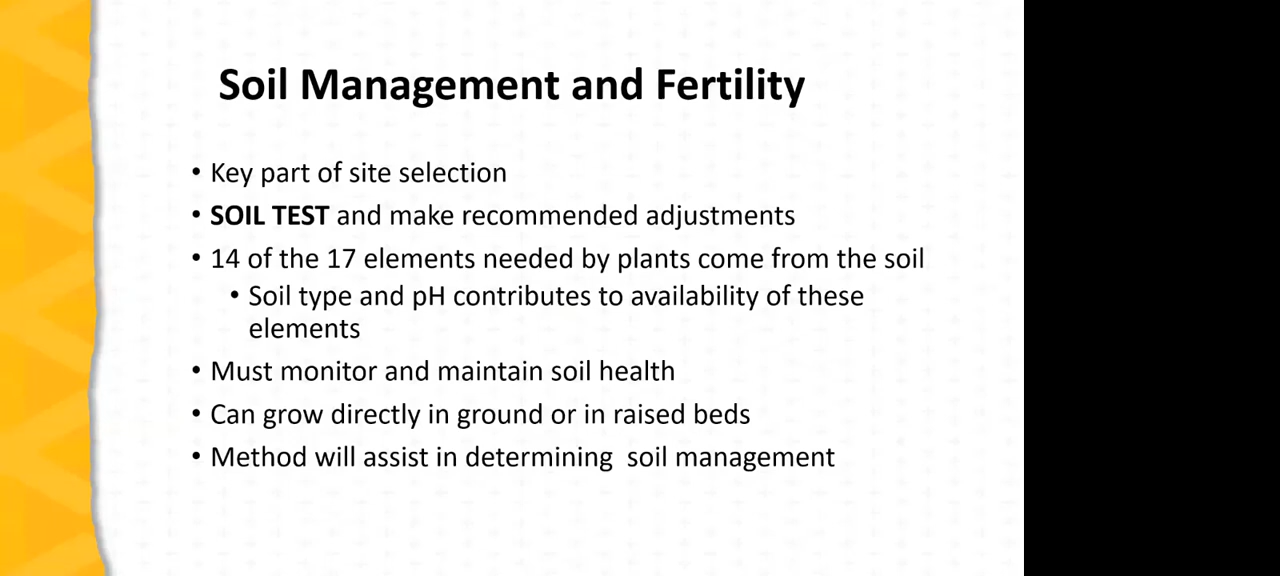 Soil Management and Fertility
• Key part of site selection
• SOIL TEST and make recommended adjustments
• 14 of the 17 elements needed by plants come from the soil
• Soil type and pH contributes to availability of these
elements
• Must monitor and maintain soil health
• Can grow directly in ground or in raised beds
• Method will assist in determining  soil management